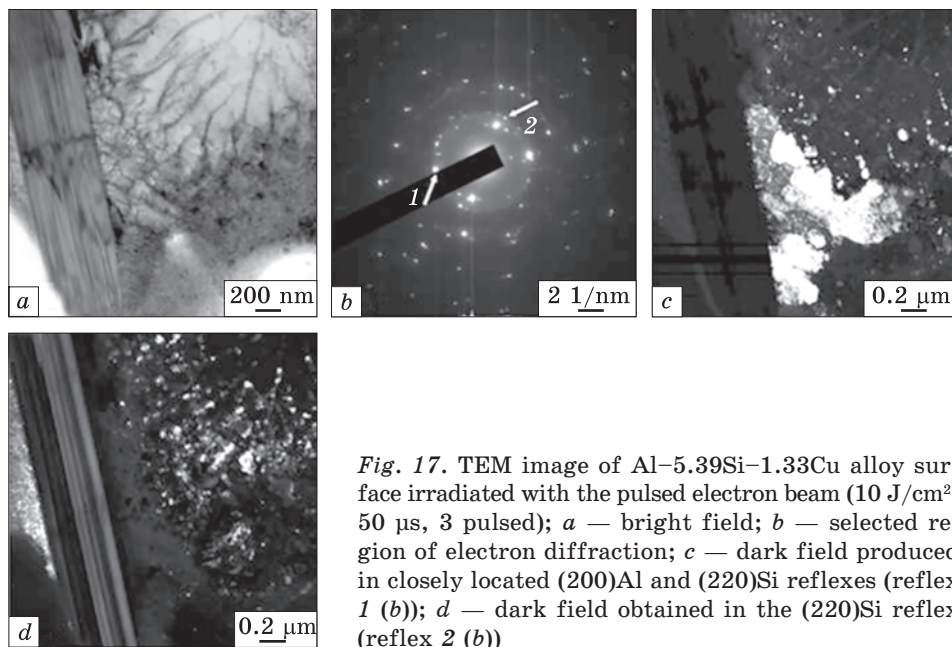 a
200 nm
1
2
b
2 1/nm
c
0.2 μm
d
0.2 μm
Fig. 17. TEM image of Al–5.39Si–1.33Cu alloy sur
face irradiated with the pulsed electron beam (10 J/cm²
50 μs, 3 pulsed); a — bright field; b — selected re
gion of electron diffraction; c — dark field produced
in closely located (200)Al and (220)Si reflexes (reflex
1 (b)); d — dark field obtained in the (220)Si reflex
(reflex 2 (b))